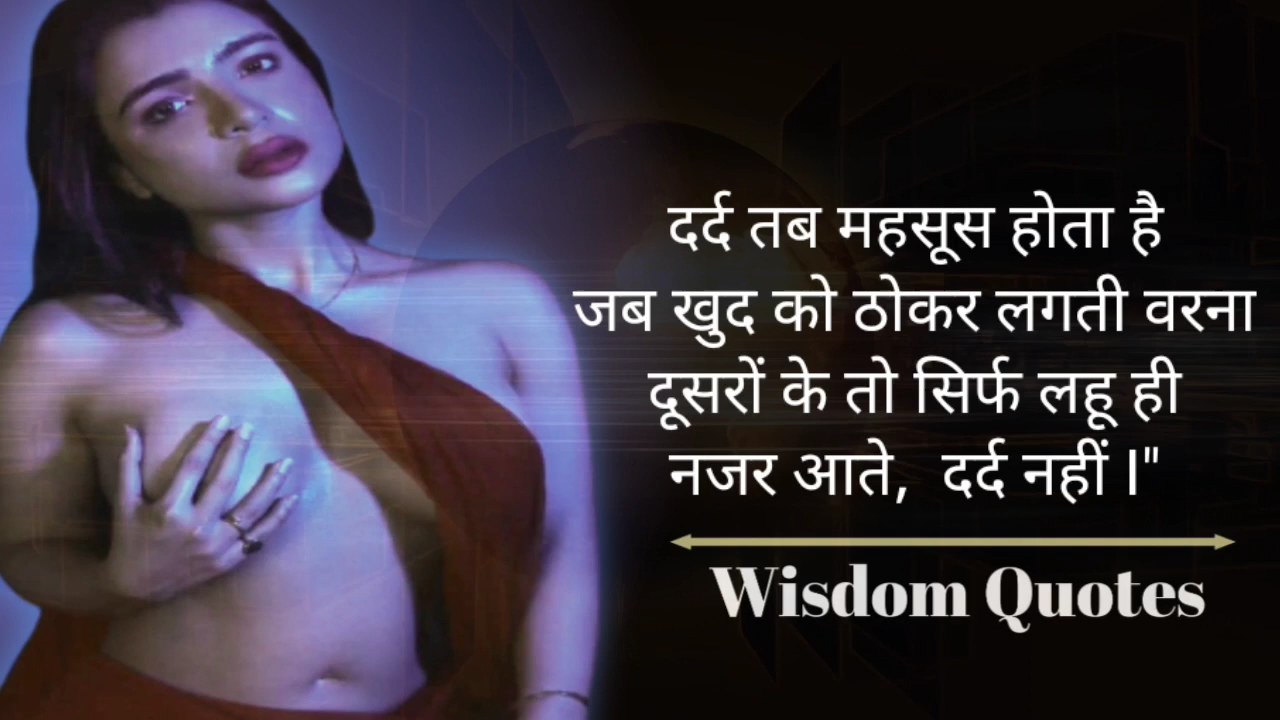 दर्द तब महसूस होता है
जब खुद को ठोकर लगती वरना
दूसरों के तो सिर्फ लहू ही
नजर आते, दर्द नहीं ।"
Wisdom Quotes